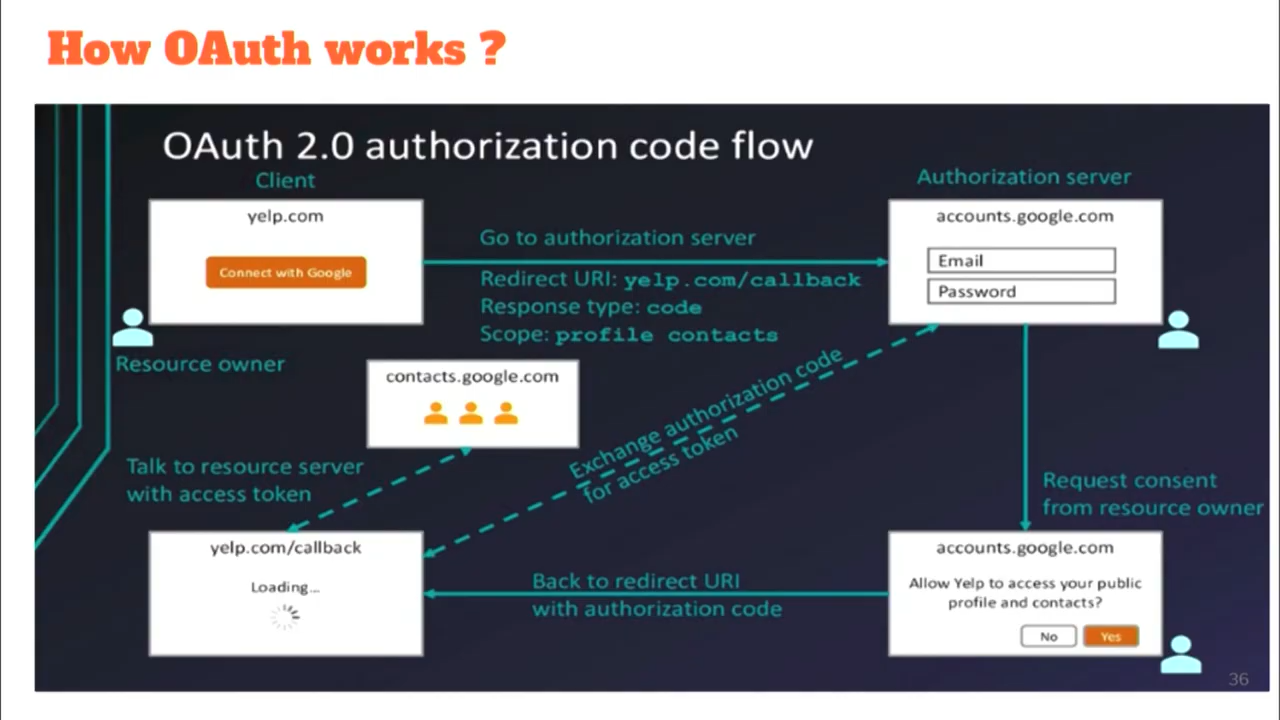 How OAuth works ?
OAuth 2.0 authorization code flow
Client
Authorization server
yelp.com
Connect with Google
Go to authorization server
Redirect URI: yelp.com/callback
Response type: code
Scope: profile contacts
accounts.google.com
Email
Password
Resource owner
contacts.google.com
Exchange authorization code
for access token
Talk to resource server
with access token
Request consent
from resource owner
yelp.com/callback
Loading...
Back to redirect URI
with authorization code
accounts.google.com
Allow Yelp to access your public
profile and contacts?
No
Yes
36